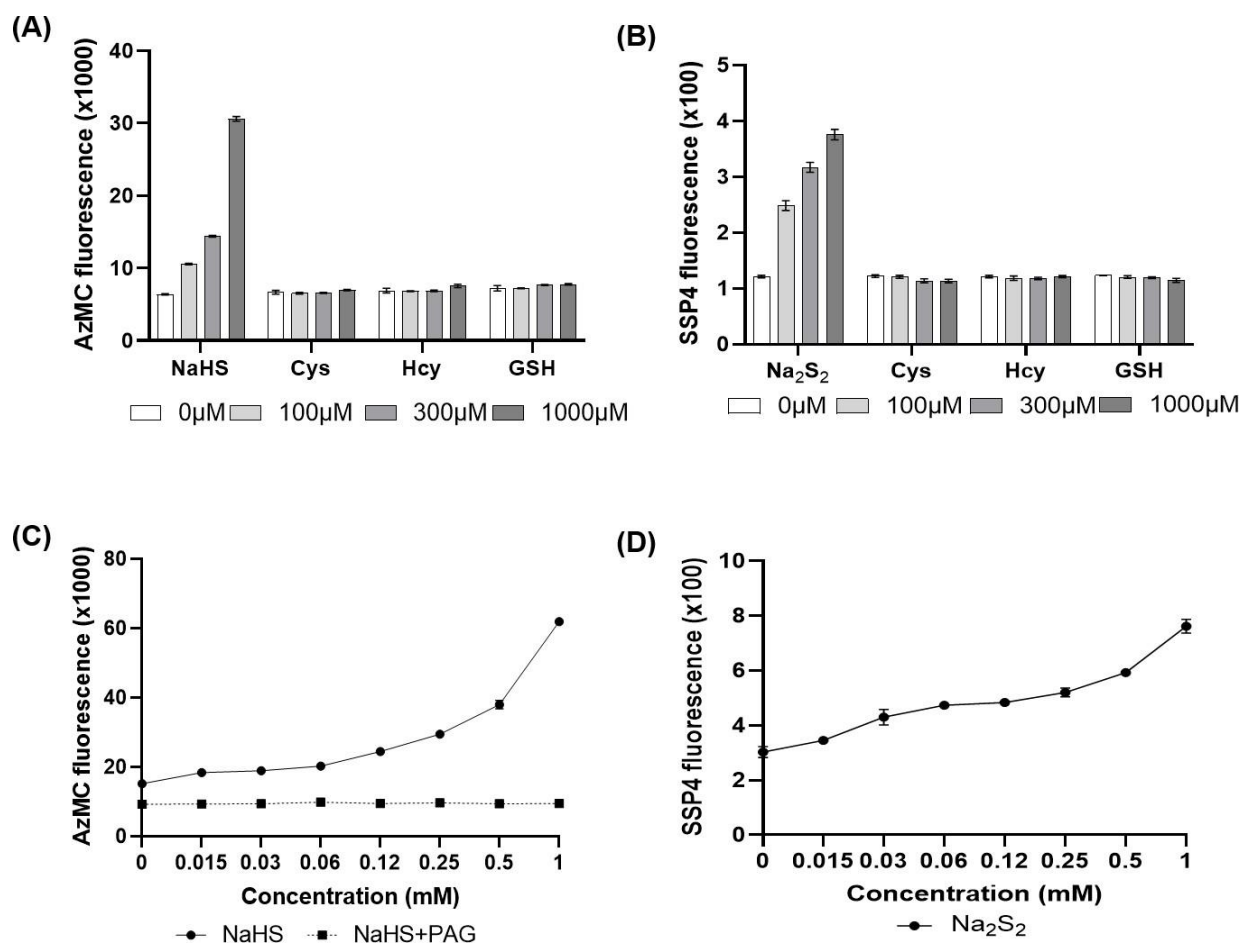 (A)
AzMC fluorescence (x1000)
40
30
20
10
0
NaHS Cys Hcy GSH
0µM 100µM 300µM 1000µM
(B)
SSP4 fluorescence (x100)
5
4
3
2
1
0
Na₂S₂ Cys Hcy GSH
0µM 100µM 300µM 1000µM
(C)
AzMC fluorescence (x1000)
80
60
40
20
0
0 0.015 0.03 0.06 0.12 0.25 0.5 1
Concentration (mM)
NaHS NaHS+PAG
(D)
SSP4 fluorescence (x100)
10
8
6
4
2
0
0 0.015 0.03 0.06 0.12 0.25 0.5 1
Concentration (mM)
Na₂S₂